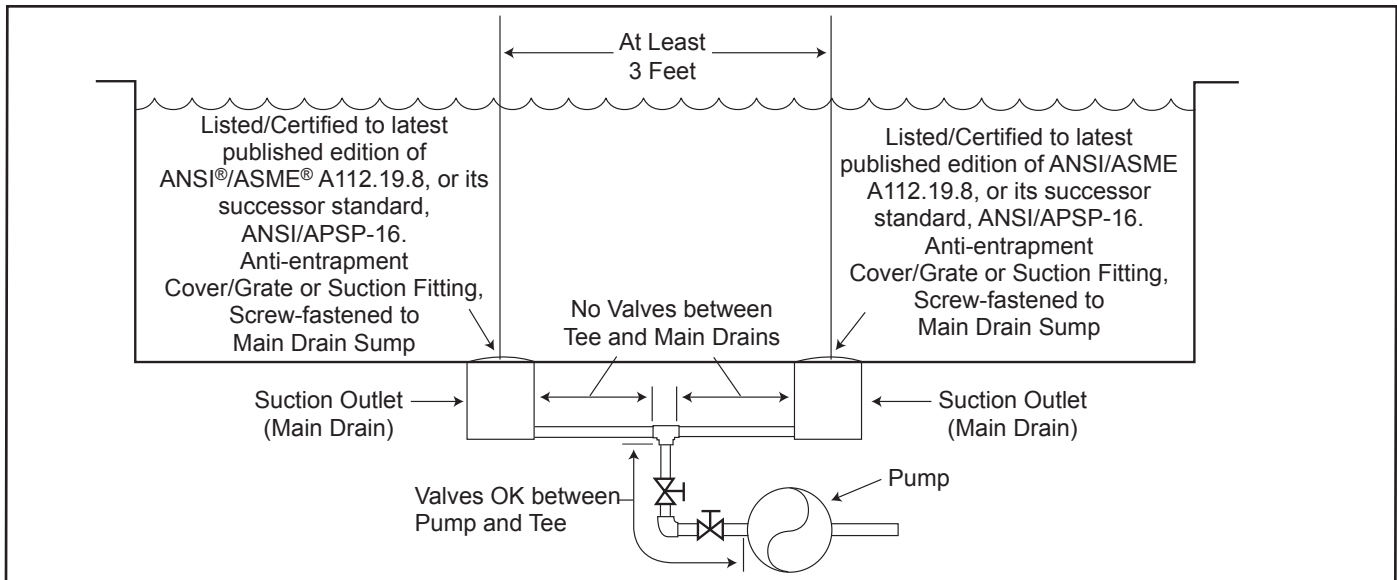 At Least
3 Feet
Listed/Certified to latest
published edition of
ANSI®/ASME® A112.19.8, or its
successor standard,
ANSI/APSP-16.
Anti-entrapment
Cover/Grate or Suction Fitting,
Screw-fastened to
Main Drain Sump
Listed/Certified to latest
published edition of ANSI/ASME
A112.19.8, or its successor
standard, ANSI/APSP-16.
Anti-entrapment
Cover/Grate or Suction Fitting,
Screw-fastened to
Main Drain Sump
No Valves between
Tee and Main Drains
Suction Outlet
(Main Drain)
Suction Outlet
(Main Drain)
Valves OK between
Pump and Tee
Pump